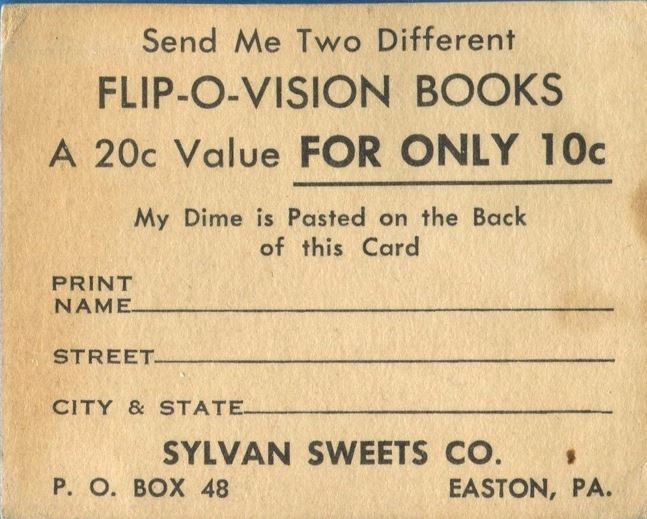 Send Me Two Different
FLIP-O-VISION BOOKS
A 20c Value FOR ONLY 10c
My Dime is Pasted on the Back
of this Card
PRINT
NAME
STREET
CITY & STATE
SYLVAN SWEETS CO.
P. O. BOX 48 EASTON, PA.